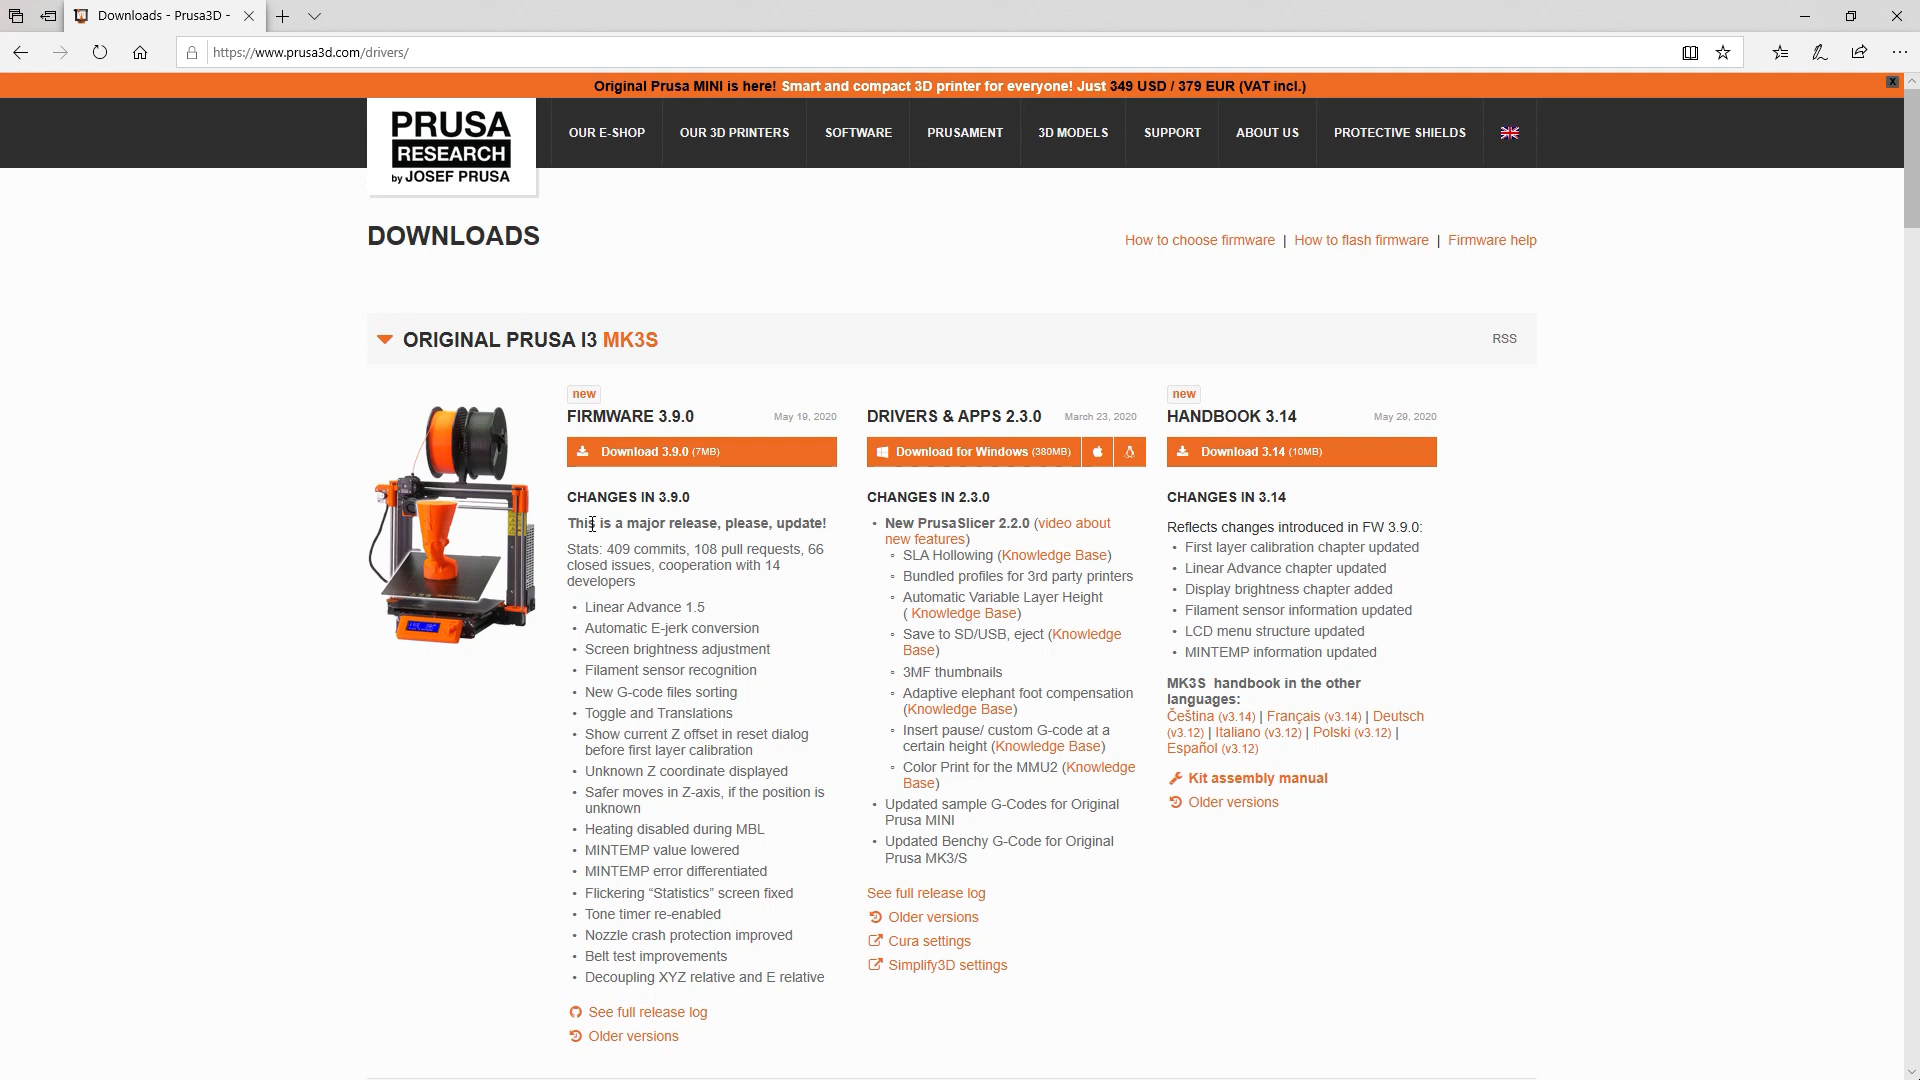 Downloads - Prusa3D -
https://www.prusa3d.com/drivers/
Original Prusa MINI is here! Smart and compact 3D printer for everyone! Just 349 USD / 379 EUR (VAT incl.)
X
PRUSA
RESEARCH
by JOSEF PRUSA
OUR E-SHOP
OUR 3D PRINTERS
SOFTWARE
PRUSAMENT
3D MODELS
SUPPORT
ABOUT US
PROTECTIVE SHIELDS
DOWNLOADS
How to choose firmware | How to flash firmware | Firmware help
ORIGINAL PRUSA I3 MK3S
RSS
new
FIRMWARE 3.9.0
May 19, 2020
Download 3.9.0 (7MB)
CHANGES IN 3.9.0
This is a major release, please, update!
Stats: 409 commits, 108 pull requests, 66
closed issues, cooperation with 14
developers
• Linear Advance 1.5
• Automatic E-jerk conversion
• Screen brightness adjustment
• Filament sensor recognition
• New G-code files sorting
• Toggle and Translations
• Show current Z offset in reset dialog
before first layer calibration
• Unknown Z coordinate displayed
• Safer moves in Z-axis, if the position is
unknown
• Heating disabled during MBL
• MINTEMP value lowered
• MINTEMP error differentiated
• Flickering “Statistics” screen fixed
• Tone timer re-enabled
• Nozzle crash protection improved
• Belt test improvements
• Decoupling XYZ relative and E relative
See full release log
Older versions
DRIVERS & APPS 2.3.0
March 23, 2020
Download for Windows (380MB)
CHANGES IN 2.3.0
• New PrusaSlicer 2.2.0 (video about
new features)
◦ SLA Hollowing (Knowledge Base)
◦ Bundled profiles for 3rd party printers
◦ Automatic Variable Layer Height
( Knowledge Base)
◦ Save to SD/USB, eject (Knowledge
Base)
◦ 3MF thumbnails
◦ Adaptive elephant foot compensation
(Knowledge Base)
◦ Insert pause/ custom G-code at a
certain height (Knowledge Base)
◦ Color Print for the MMU2 (Knowledge
Base)
• Updated sample G-Codes for Original
Prusa MINI
• Updated Benchy G-Code for Original
Prusa MK3/S
See full release log
Older versions
Cura settings
Simplify3D settings
new
HANDBOOK 3.14
May 29, 2020
Download 3.14 (10MB)
CHANGES IN 3.14
Reflects changes introduced in FW 3.9.0:
• First layer calibration chapter updated
• Linear Advance chapter updated
• Display brightness chapter added
• Filament sensor information updated
• LCD menu structure updated
• MINTEMP information updated
MK3S handbook in the other
languages:
Čeština (v3.14) | Français (v3.14) | Deutsch
(v3.12) | Italiano (v3.12) | Polski (v3.12) |
Español (v3.12)
Kit assembly manual
Older versions